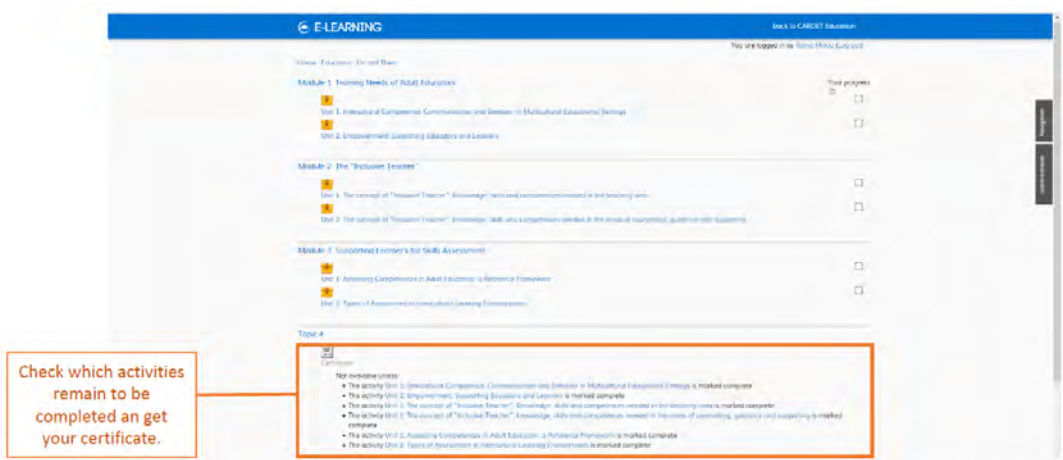 E-LEARNING
back to CARDET Education
You are logged in as (Log out)
Home
Module 1: Training Needs of Adult Educators
Your progress
Unit 1: Intercultural Competence, Communication and Behavior in Multicultural Educational Settings
Unit 2: Empowerment: Supporting Educators and Learners
Module 2: The "Inclusive Teacher"
Unit 1: The concept of "Inclusive Teacher": Knowledge, skills and competences needed in the teaching area
Unit 2: The concept of "Inclusive Teacher": Knowledge, skills and competences needed in the areas of counselling, guidance and supporting
Module 3: Supporting Learners for Skills Assessment
Unit 1: Assessing Competences in Adult Education: a Reference Framework
Unit 2: Types of Assessment in Intercultural Learning Environments
Topic 4
Check which activities
remain to be
completed an get
your certificate.
Certificate
Not available unless:
• The activity Unit 1: Intercultural Competence, Communication and Behavior in Multicultural Educational Settings is marked complete
• The activity Unit 2: Empowerment: Supporting Educators and Learners is marked complete
• The activity Unit 1: The concept of "Inclusive Teacher": Knowledge, skills and competences needed in the teaching area is marked complete
• The activity Unit 2: The concept of "Inclusive Teacher": Knowledge, skills and competences needed in the areas of counselling, guidance and supporting is marked
complete
• The activity Unit 1: Assessing Competences in Adult Education: a Reference Framework is marked complete
• The activity Unit 2: Types of Assessment in Intercultural Learning Environments is marked complete